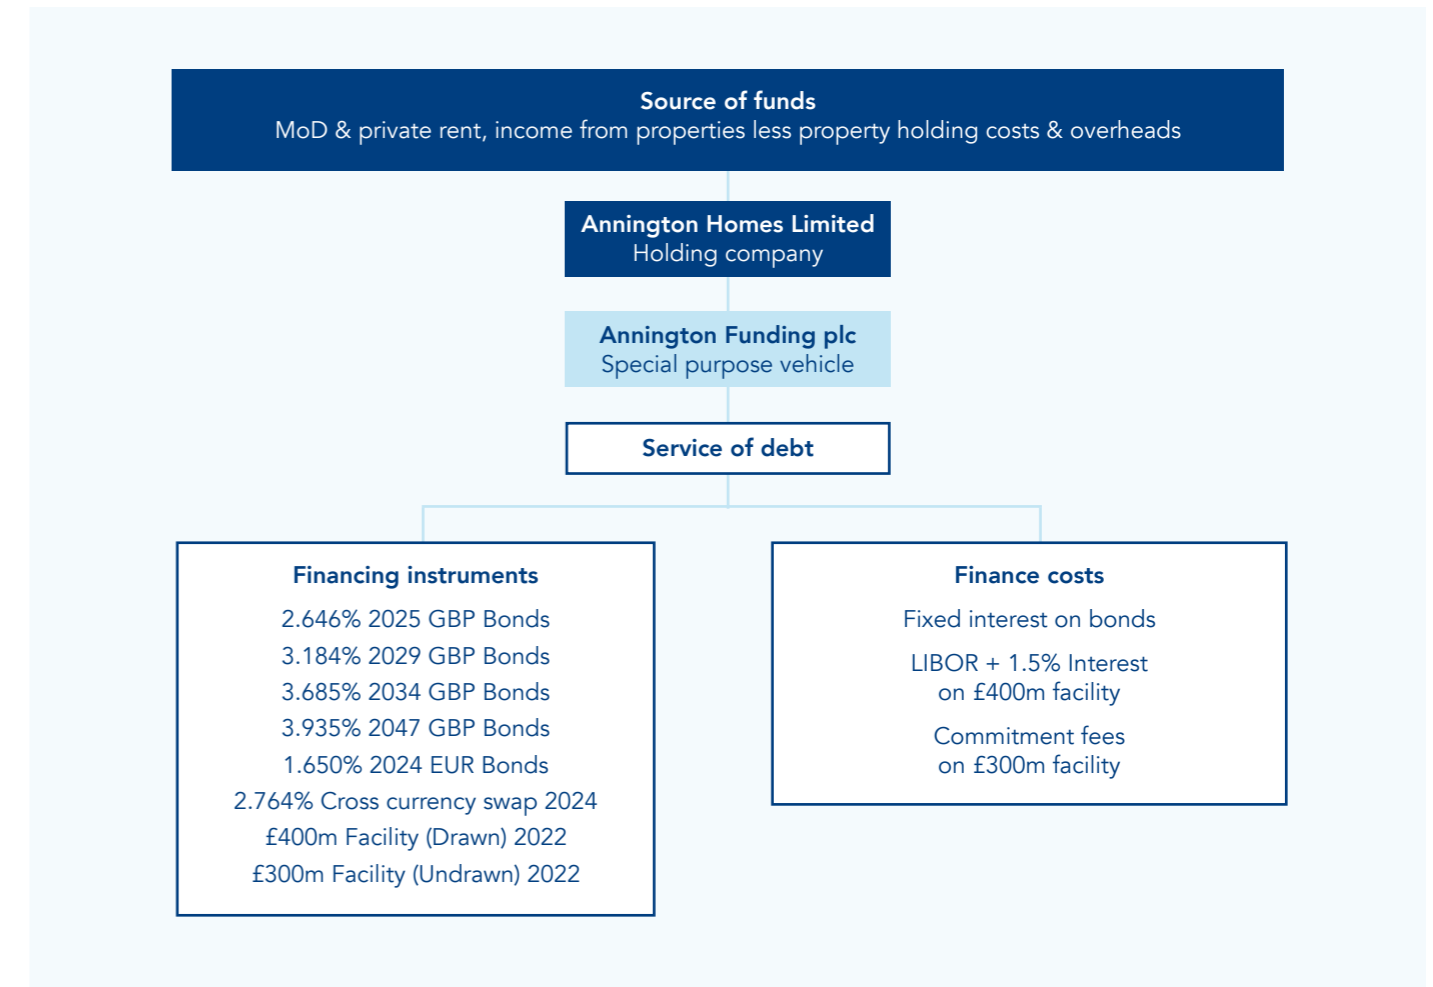 Source of funds
MoD & private rent, income from properties less property holding costs & overheads
Annington Homes Limited
Holding company
Annington Funding plc
Special purpose vehicle
Service of debt
Financing instruments
2.646% 2025 GBP Bonds
3.184% 2029 GBP Bonds
3.685% 2034 GBP Bonds
3.935% 2047 GBP Bonds
1.650% 2024 EUR Bonds
2.764% Cross currency swap 2024
£400m Facility (Drawn) 2022
£300m Facility (Undrawn) 2022
Finance costs
Fixed interest on bonds
LIBOR + 1.5% Interest
on £400m facility
Commitment fees
on £300m facility